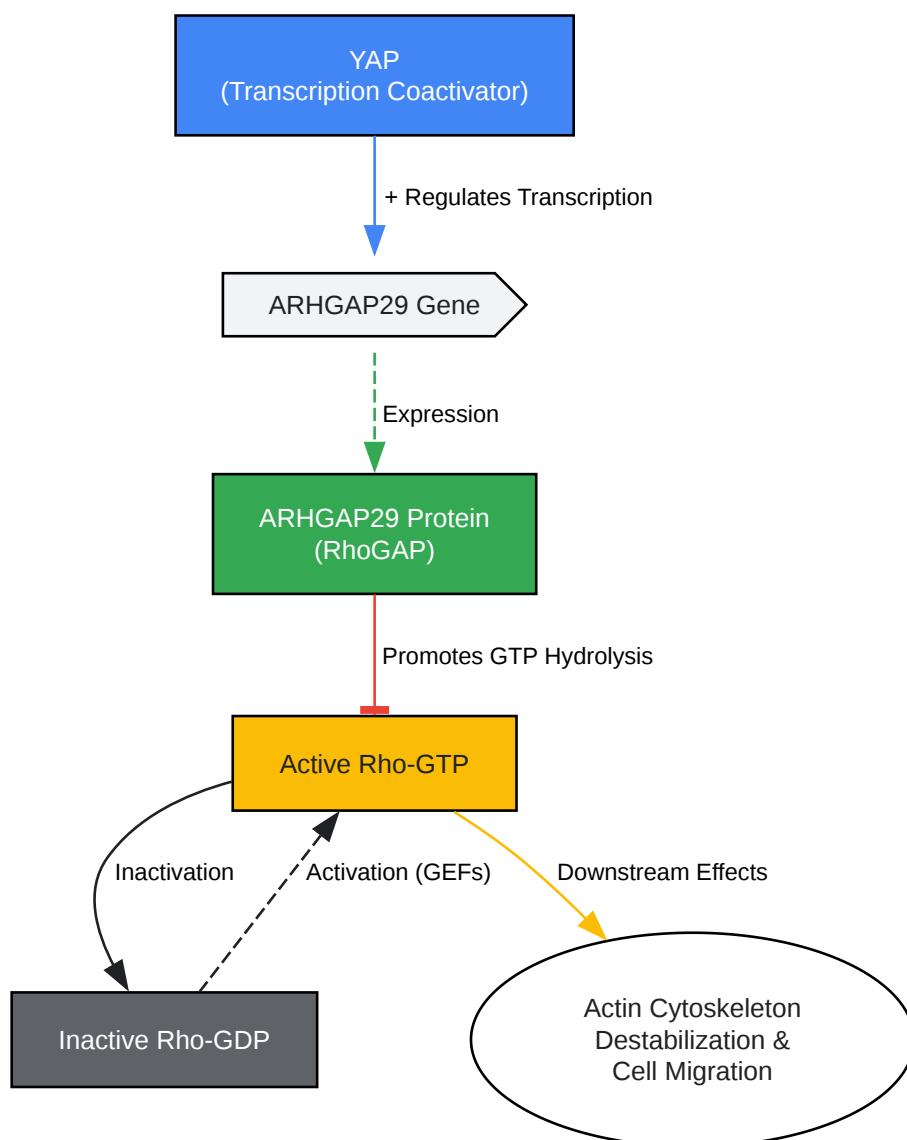 YAP
(Transcription Coactivator)
+ Regulates Transcription
ARHGAP29 Gene
Expression
ARHGAP29 Protein
(RhoGAP)
Promotes GTP Hydrolysis
Active Rho-GTP
Inactivation
Activation (GEFs)
Downstream Effects
Inactive Rho-GDP
Actin Cytoskeleton
Destabilization &
Cell Migration